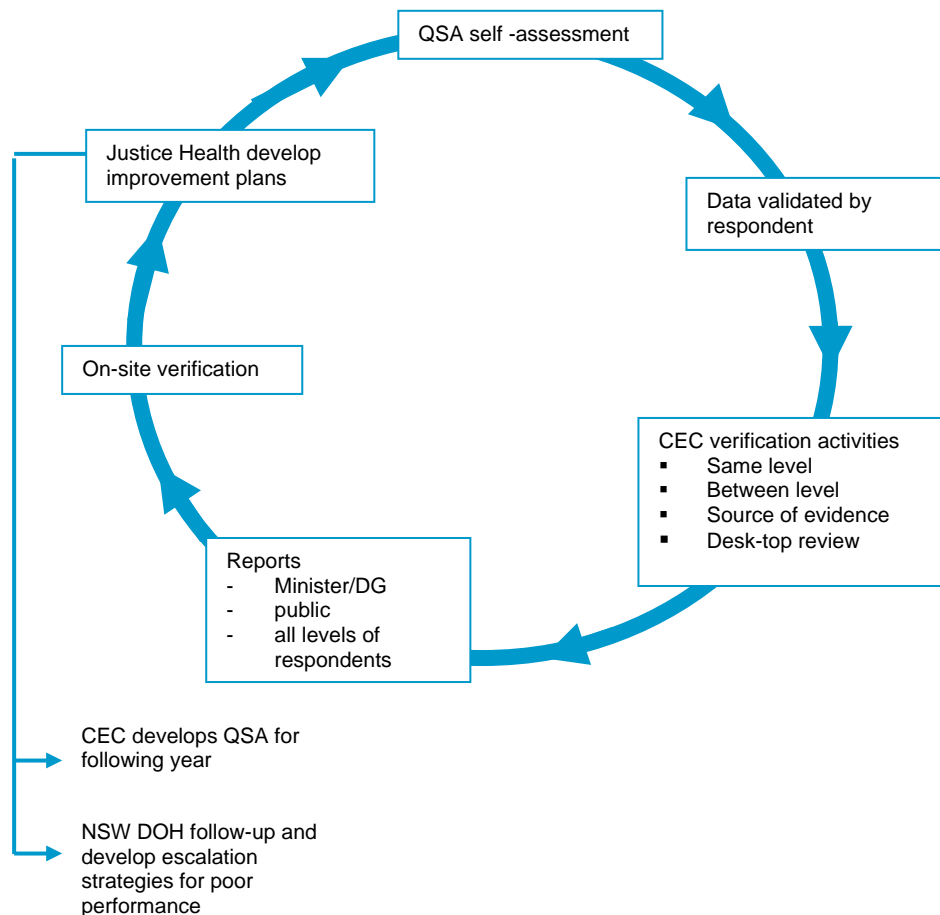 QSA self -assessment
Justice Health develop
improvement plans
Data validated by
respondent
On-site verification
CEC verification activities
▪ Same level
▪ Between level
▪ Source of evidence
▪ Desk-top review
Reports
- Minister/DG
- public
- all levels of
respondents
CEC develops QSA for
following year
NSW DOH follow-up and
develop escalation
strategies for poor
performance